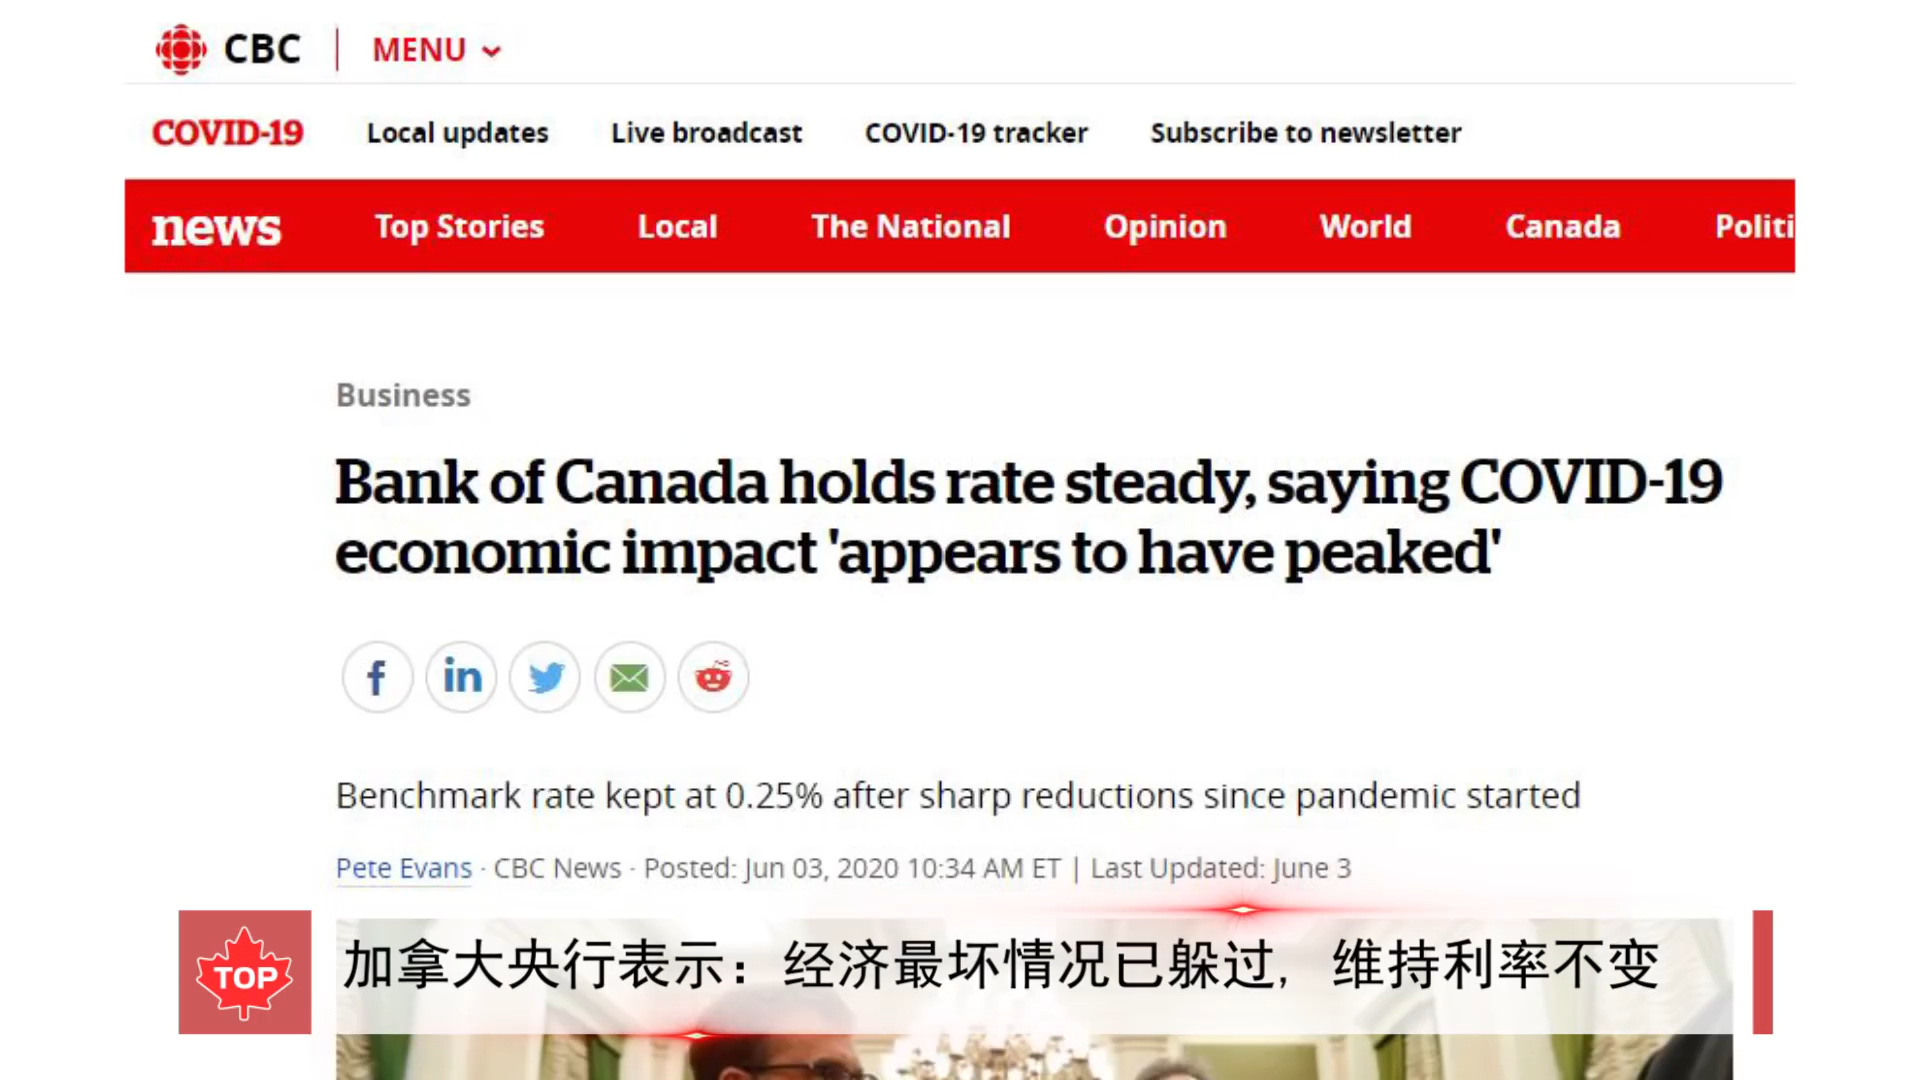 CBC MENU
COVID-19 Local updates Live broadcast COVID-19 tracker Subscribe to newsletter
news Top Stories Local The National Opinion World Canada Politi
Business
Bank of Canada holds rate steady, saying COVID-19
economic impact 'appears to have peaked'
f in
Benchmark rate kept at 0.25% after sharp reductions since pandemic started
Pete Evans · CBC News · Posted: Jun 03, 2020 10:34 AM ET | Last Updated: June 3
TOP 加拿大央行表示：经济最坏情况已躲过，维持利率不变